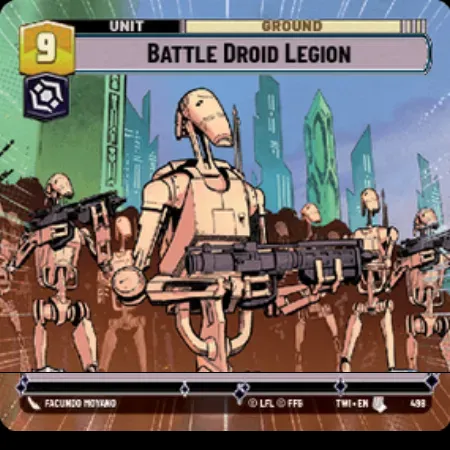 UNIT
GROUND
9
BATTLE DROID LEGION
FACUNDO MOYANO
© LFL © FFG
TWI • EN
498